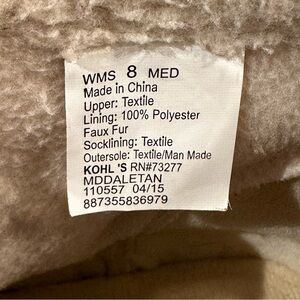 WMS 8 MED
Made in China
Upper: Textile
Lining: 100% Polyester
Faux Fur
Socklining: Textile
Outersole: Textile/Man Made
KOHL'S RN#73277
MDDALETAN
110557 04/15
887355836979